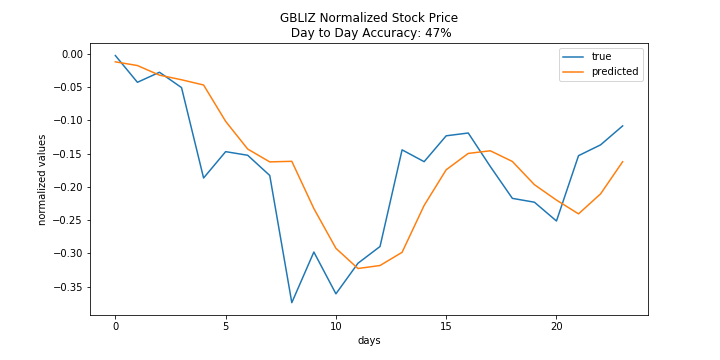 GBLIZ Normalized Stock Price
Day to Day Accuracy: 47%
true
predicted
normalized values
0.00
−0.05
−0.10
−0.15
−0.20
−0.25
−0.30
−0.35
0
5
10
15
20
days